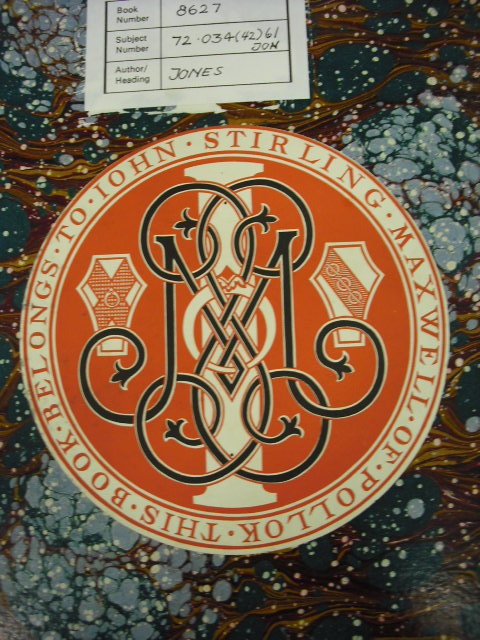 Book Number 8627
Subject Number 72.034(42)61 JON
Author/ Heading JONES
THIS · BOOK · BELONGS · TO · IOHN · STIRLING · MAXWELL · OF · POLLOK ·